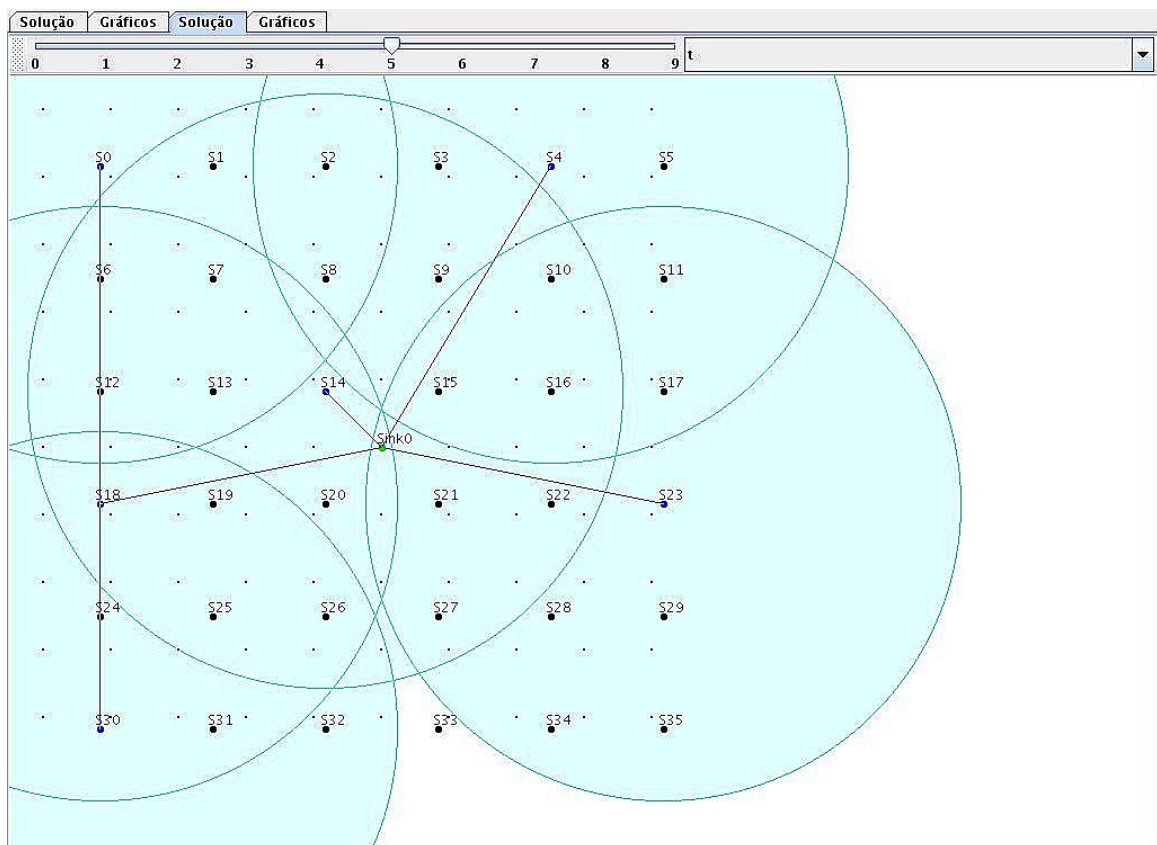 Solução Gráficos Solução Gráficos
0 1 2 3 4 5 6 7 8 9 t
S0 S1 S2 S3 S4 S5
S6 S7 S8 S9 S10 S11
S12 S13 S14 S15 S16 S17
Sink0
S18 S19 S20 S21 S22 S23
S24 S25 S26 S27 S28 S29
S30 S31 S32 S33 S34 S35